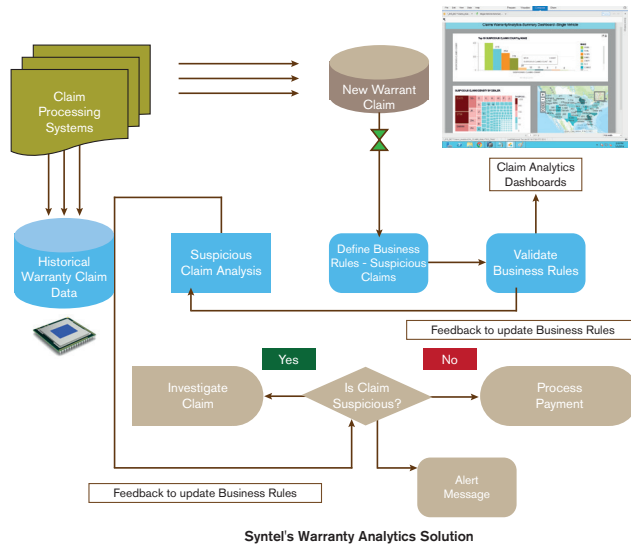 Claim
Processing
Systems
New Warrant
Claim
Claim Analytics
Dashboards
Historical
Warranty Claim
Data
Suspicious
Claim Analysis
Define Business
Rules - Suspicious
Claims
Validate
Business Rules
Feedback to update Business Rules
Yes
No
Investigate
Claim
Is Claim
Suspicious?
Process
Payment
Feedback to update Business Rules
Alert
Message
Syntel's Warranty Analytics Solution